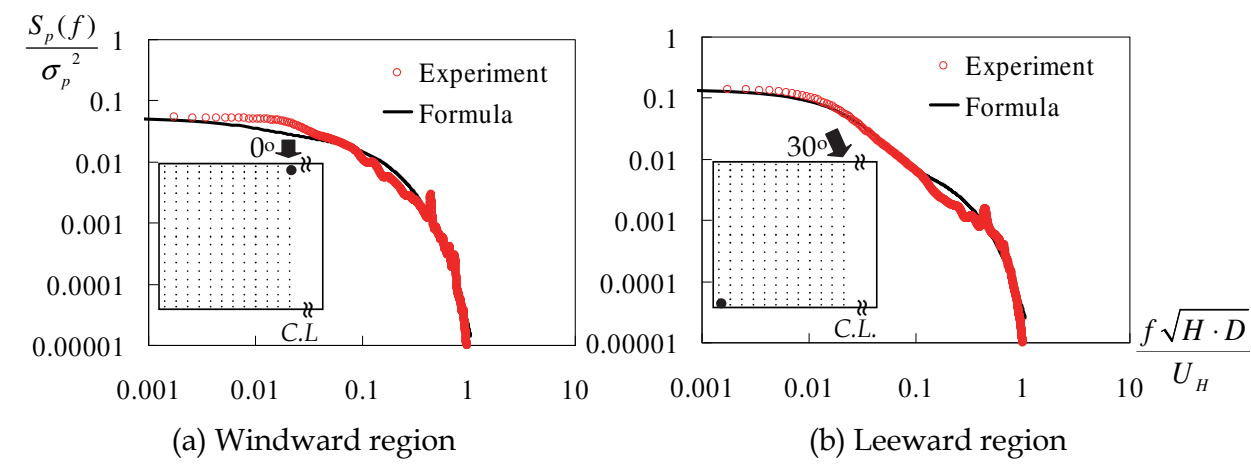 S_p(f) / σ_p²
1
0.1
0.01
0.001
0.0001
0.00001
0.001 0.01 0.1 1 10
Experiment
Formula
0°
C.L
(a) Windward region
1
0.1
0.01
0.001
0.0001
0.00001
0.001 0.01 0.1 1 10
Experiment
Formula
30°
C.L.
f√H·D / U_H
(b) Leeward region